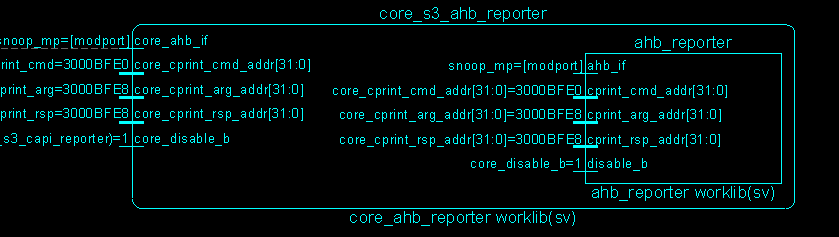 core_s3_ahb_reporter
snoop_mp=[modport] core_ahb_if
print_cmd=3000BFE0 core_cprint_cmd_addr[31:0]
print_arg=3000BFE8 core_cprint_arg_addr[31:0]
print_rsp=3000BFE8 core_cprint_rsp_addr[31:0]
_s3_capi_reporter)=1 core_disable_b
ahb_reporter
snoop_mp=[modport] ahb_if
core_cprint_cmd_addr[31:0]=3000BFE0 cprint_cmd_addr[31:0]
core_cprint_arg_addr[31:0]=3000BFE8 cprint_arg_addr[31:0]
core_cprint_rsp_addr[31:0]=3000BFE8 cprint_rsp_addr[31:0]
core_disable_b=1 disable_b
ahb_reporter worklib(sv)
core_ahb_reporter worklib(sv)